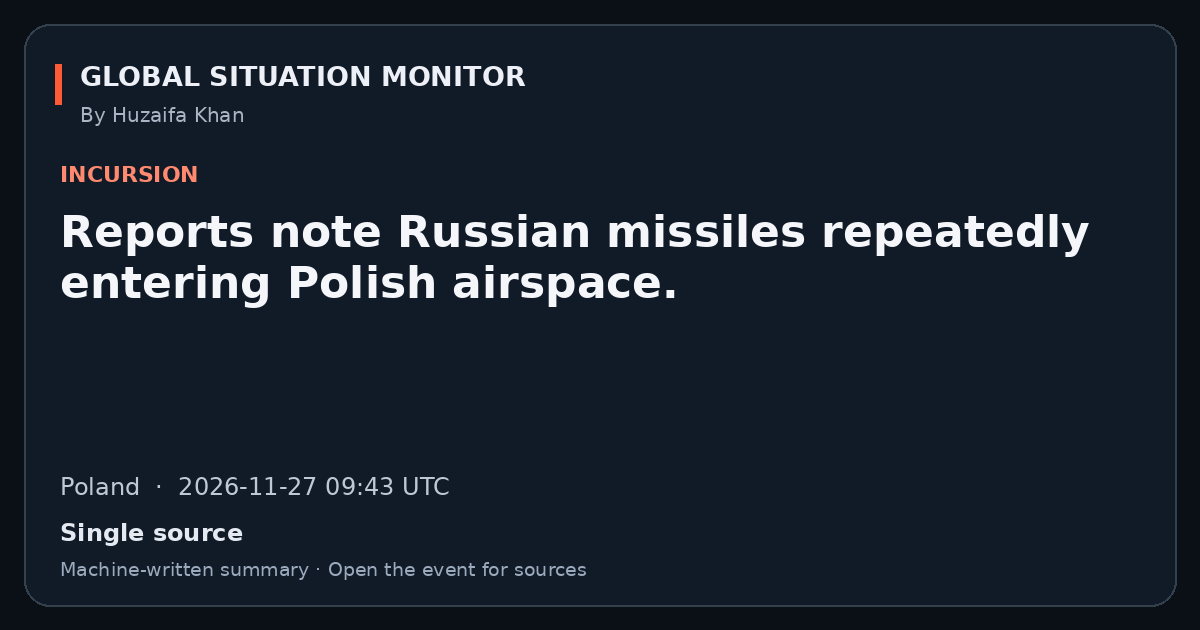 GLOBAL SITUATION MONITOR
By Huzaifa Khan
INCURSION
Reports note Russian missiles repeatedly
entering Polish airspace.
Poland · 2026-11-27 09:43 UTC
Single source
Machine-written summary · Open the event for sources